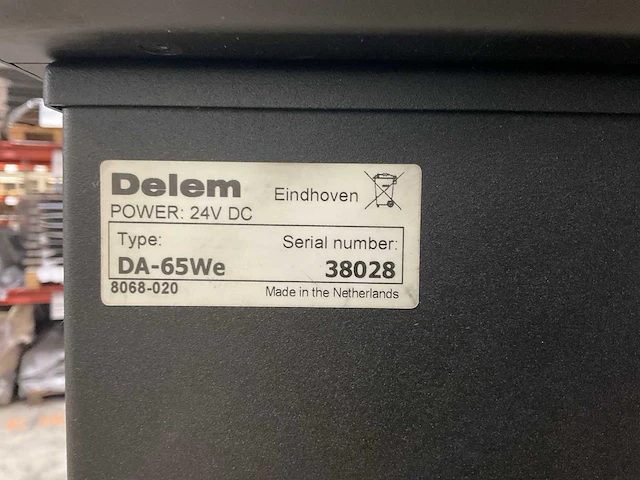 Delem Eindhoven
POWER: 24V DC
Type: Serial number:
DA-65We 38028
8068-020 Made in the Netherlands